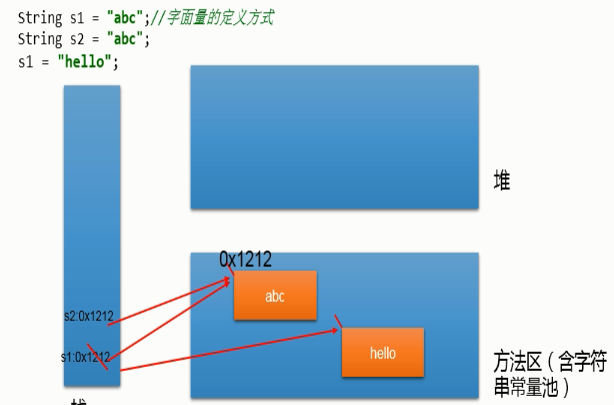 String s1 = "abc";//字面量的定义方式
String s2 = "abc";
s1 = "hello";
堆
0x1212
abc
s2:0x1212
s1:0x1212
hello
方法区（含字符
串常量池）